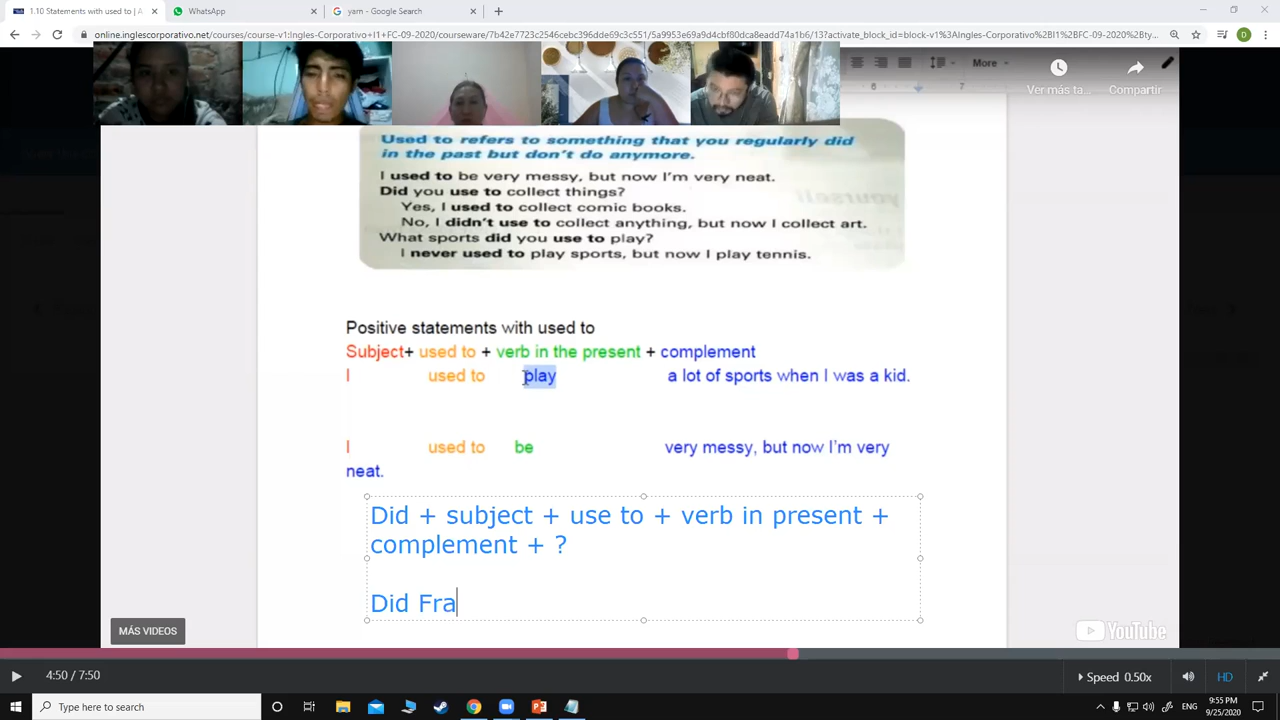 1.10 Statements with used to | A
WhatsApp
yarn - Google Search
online.inglescorporativo.net/courses/course-v1:Ingles-Corporativo+I1+FC-09-2020/courseware/
More
6 7
Ver más ta... Compartir
Used to refers to something that you regularly did
in the past but don't do anymore.
I used to be very messy, but now I'm very neat.
Did you use to collect things?
Yes, I used to collect comic books.
No, I didn't use to collect anything, but now I collect art.
What sports did you use to play?
I never used to play sports, but now I play tennis.
Positive statements with used to
Subject+ used to + verb in the present + complement
I used to play a lot of sports when I was a kid.
I used to be very messy, but now I'm very
neat.
Did + subject + use to + verb in present +
complement + ?
Did Fra
MÁS VIDEOS
YouTube
4:50 / 7:50
Speed 0.50x
HD
Type here to search
ENG
9:55 PM
9/25/2020